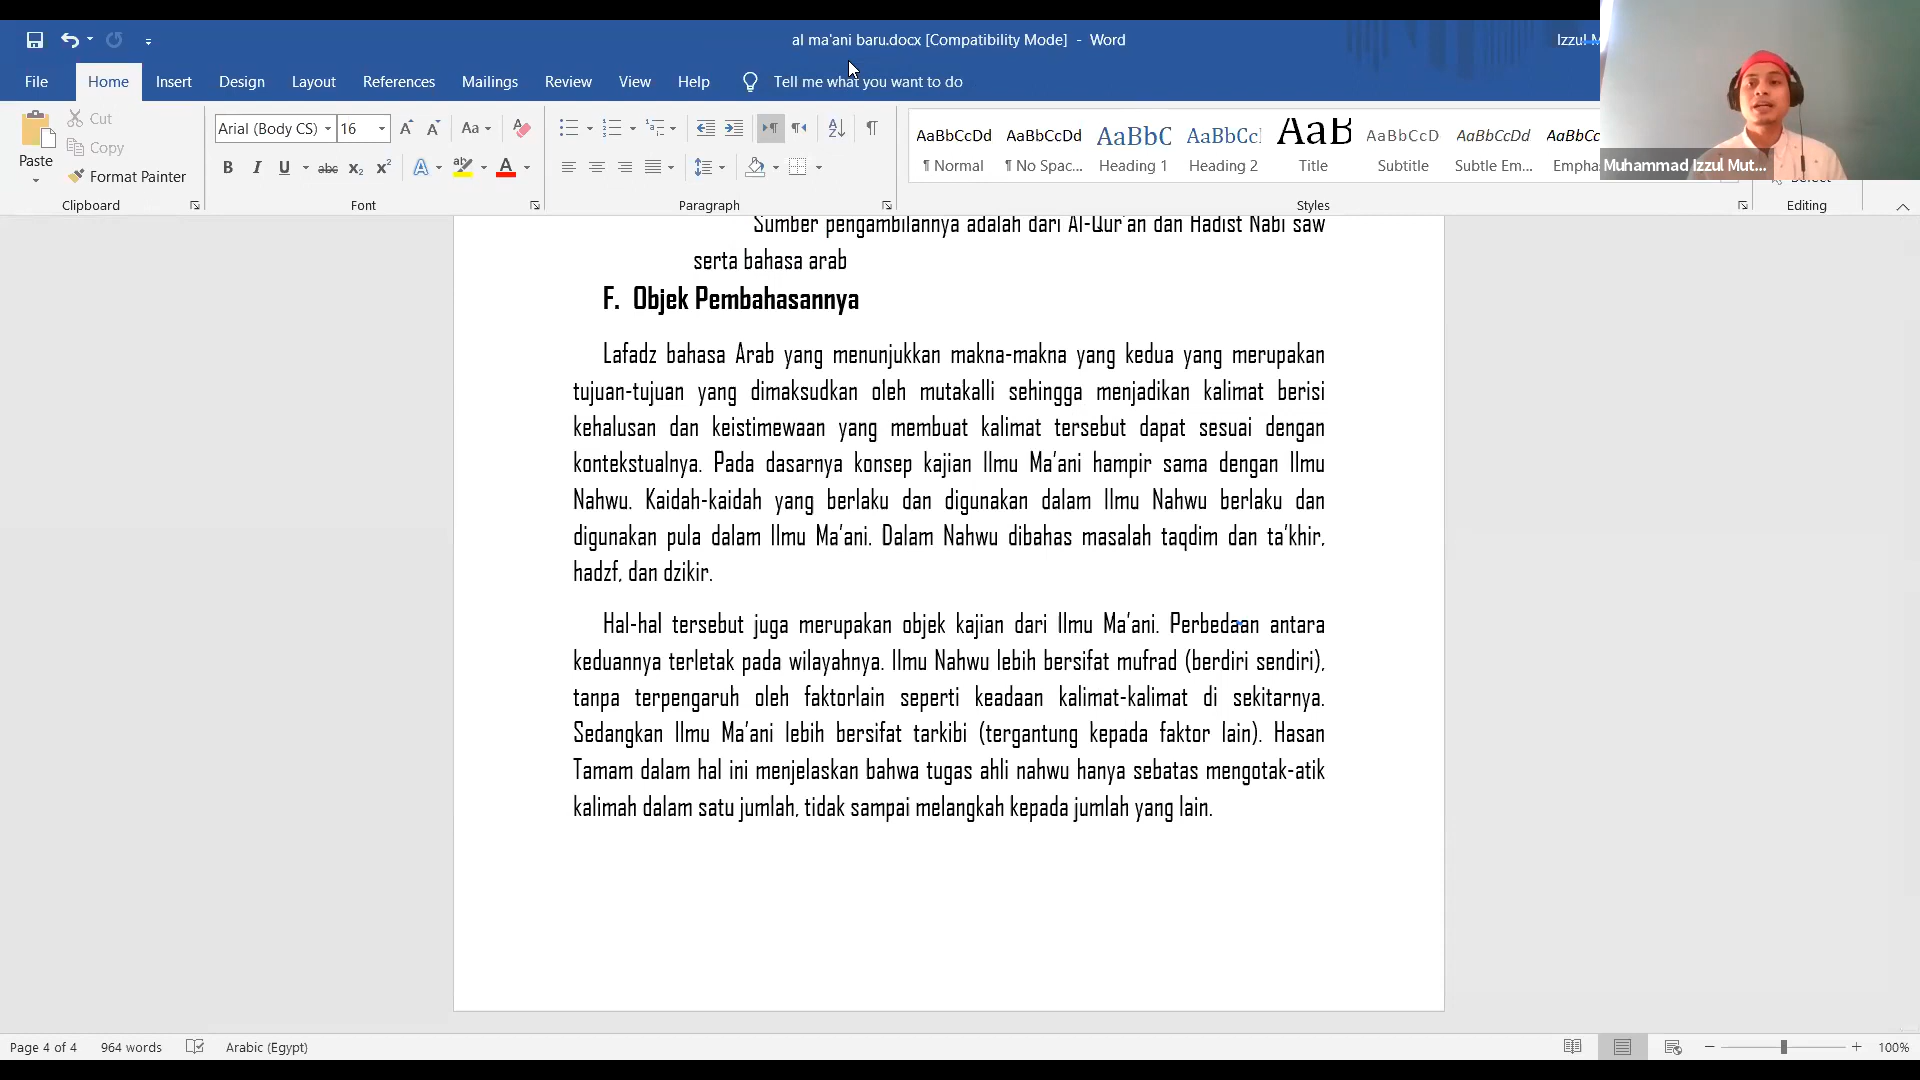 al ma'ani baru.docx [Compatibility Mode] - Word
Izzul M
File Home Insert Design Layout References Mailings Review View Help Tell me what you want to do
Paste
Cut
Copy
Format Painter
Clipboard
Arial (Body CS) 16
Font
Paragraph
AaBbCcDd AaBbCcDd AaBbC AaBbCcl AaB AaBbCcD AaBbCcDd AaBbCc
¶ Normal ¶ No Spac... Heading 1 Heading 2 Title Subtitle Subtle Em... Empha
Styles
Select
Editing
Muhammad Izzul Mut...
Sumber pengambilannya adalah dari Al-Qur'an dan Hadist Nabi saw
serta bahasa arab
F. Objek Pembahasannya
Lafadz bahasa Arab yang menunjukkan makna-makna yang kedua yang merupakan
tujuan-tujuan yang dimaksudkan oleh mutakalli sehingga menjadikan kalimat berisi
kehalusan dan keistimewaan yang membuat kalimat tersebut dapat sesuai dengan
kontekstualnya. Pada dasarnya konsep kajian Ilmu Ma'ani hampir sama dengan Ilmu
Nahwu. Kaidah-kaidah yang berlaku dan digunakan dalam Ilmu Nahwu berlaku dan
digunakan pula dalam Ilmu Ma'ani. Dalam Nahwu dibahas masalah taqdim dan ta'khir,
hadzf, dan dzikir.
Hal-hal tersebut juga merupakan objek kajian dari Ilmu Ma'ani. Perbedaan antara
keduannya terletak pada wilayahnya. Ilmu Nahwu lebih bersifat mufrad (berdiri sendiri),
tanpa terpengaruh oleh faktorlain seperti keadaan kalimat-kalimat di sekitarnya.
Sedangkan Ilmu Ma'ani lebih bersifat tarkibi (tergantung kepada faktor lain). Hasan
Tamam dalam hal ini menjelaskan bahwa tugas ahli nahwu hanya sebatas mengotak-atik
kalimah dalam satu jumlah, tidak sampai melangkah kepada jumlah yang lain.
Page 4 of 4 964 words Arabic (Egypt) 100%